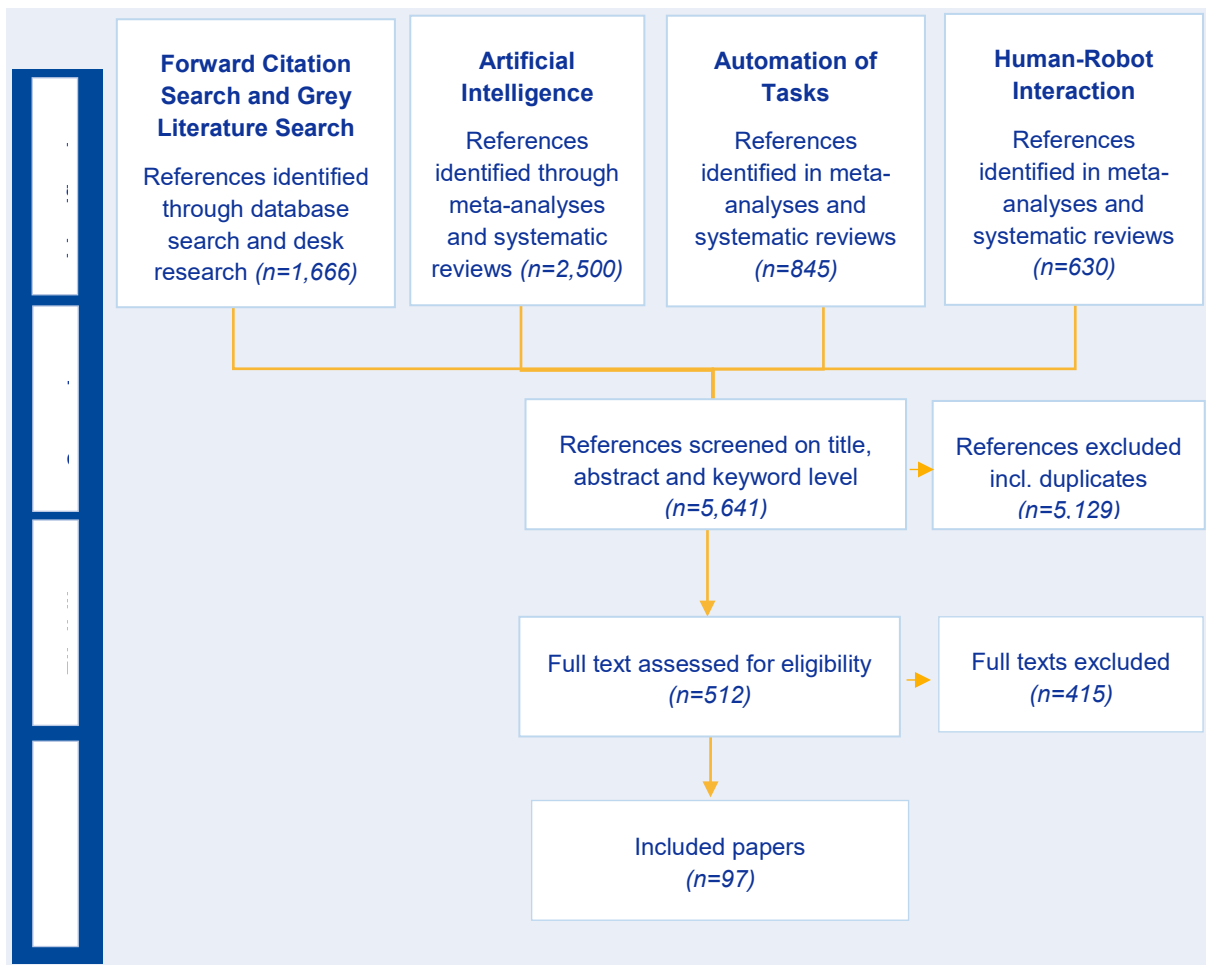 Forward Citation
Search and Grey
Literature Search
References identified
through database
search and desk
research (n=1,666)
Artificial
Intelligence
References
identified through
meta-analyses
and systematic
reviews (n=2,500)
Automation of
Tasks
References
identified in meta-
analyses and
systematic reviews
(n=845)
Human-Robot
Interaction
References
identified in meta-
analyses and
systematic reviews
(n=630)
References screened on title,
abstract and keyword level
(n=5,641)
References excluded
incl. duplicates
(n=5,129)
Full text assessed for eligibility
(n=512)
Full texts excluded
(n=415)
Included papers
(n=97)